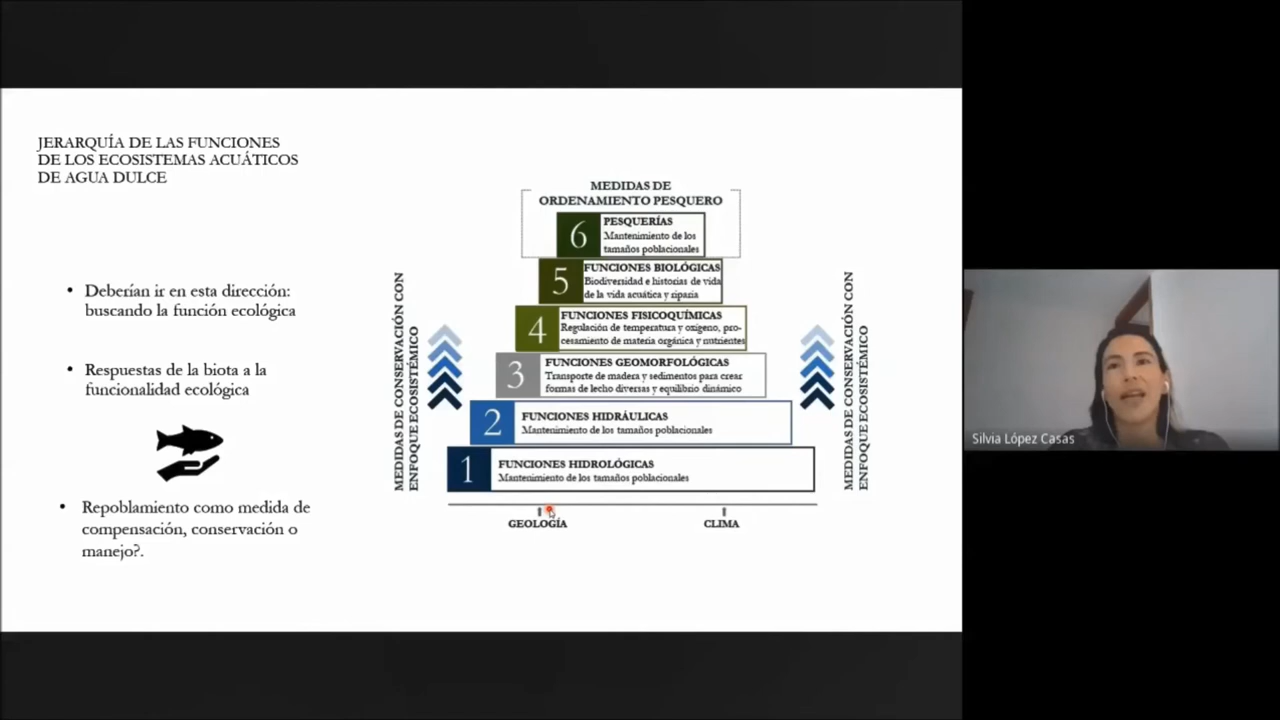 JERARQUÍA DE LAS FUNCIONES
DE LOS ECOSISTEMAS ACUÁTICOS
DE AGUA DULCE
• Deberían ir en esta dirección:
buscando la función ecológica
• Respuestas de la biota a la
funcionalidad ecológica
• Repoblamiento como medida de
compensación, conservación o
manejo?.
MEDIDAS DE CONSERVACIÓN CON
ENFOQUE ECOSISTÉMICO
MEDIDAS DE
ORDENAMIENTO PESQUERO
6 PESQUERÍAS
Mantenimiento de los
tamaños poblacionales
5 FUNCIONES BIOLÓGICAS
Biodiversidad e historias de vida
de la vida acuática y riparia
4 FUNCIONES FISICOQUÍMICAS
Regulación de temperatura y oxigeno, pro-
cesamiento de materia orgánica y nutrientes
3 FUNCIONES GEOMORFOLÓGICAS
Transporte de madera y sedimentos para crear
formas de lecho diversas y equilibrio dinámico
2 FUNCIONES HIDRÁULICAS
Mantenimiento de los tamaños poblacionales
1 FUNCIONES HIDROLÓGICAS
Mantenimiento de los tamaños poblacionales
GEOLOGÍA CLIMA
MEDIDAS DE CONSERVACIÓN CON
ENFOQUE ECOSISTÉMICO
Silvia López Casas